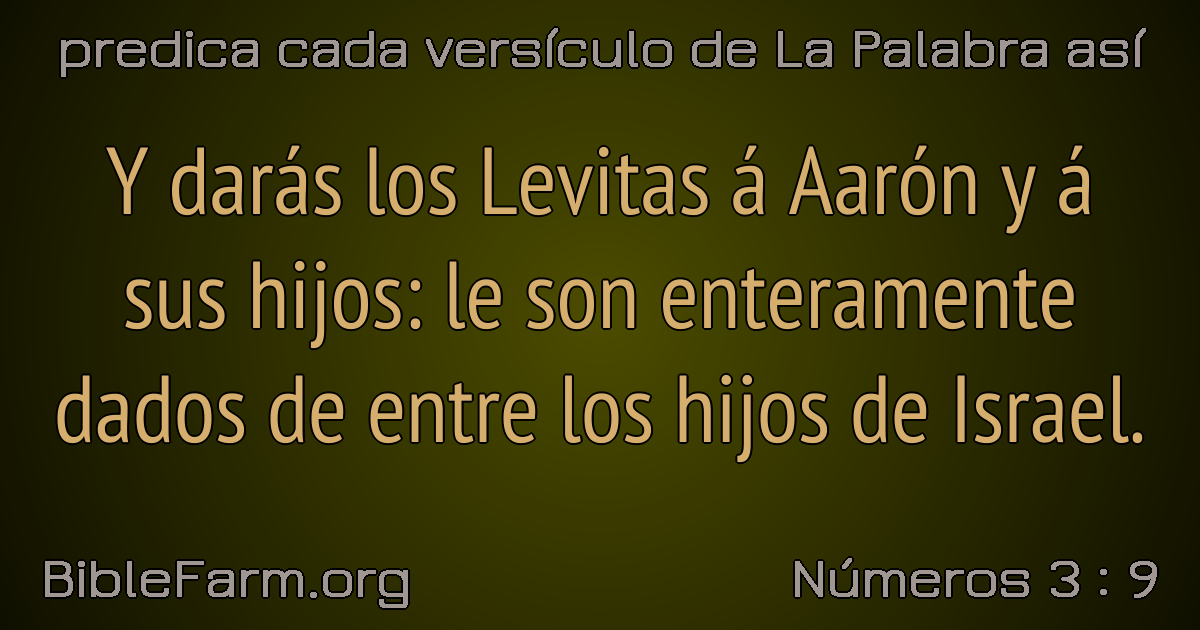 predica cada versículo de La Palabra así
Y darás los Levitas á Aarón y á
sus hijos: le son enteramente
dados de entre los hijos de Israel.
BibleFarm.org
Números 3 : 9